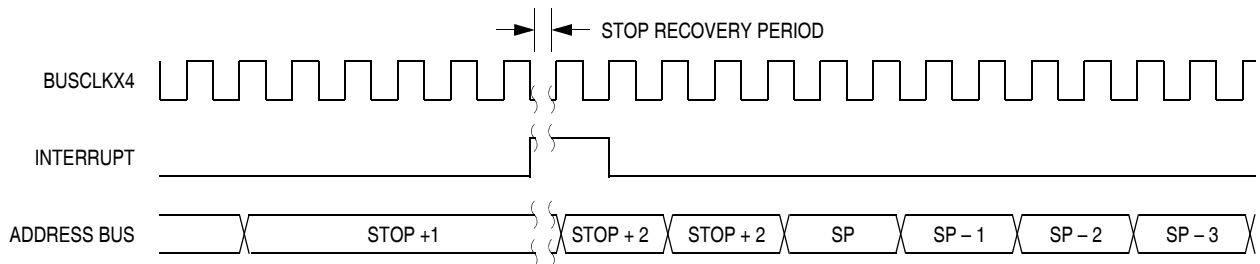 STOP RECOVERY PERIOD
BUSCLKX4
INTERRUPT
ADDRESS BUS STOP +1 STOP + 2 STOP + 2 SP SP – 1 SP – 2 SP – 3